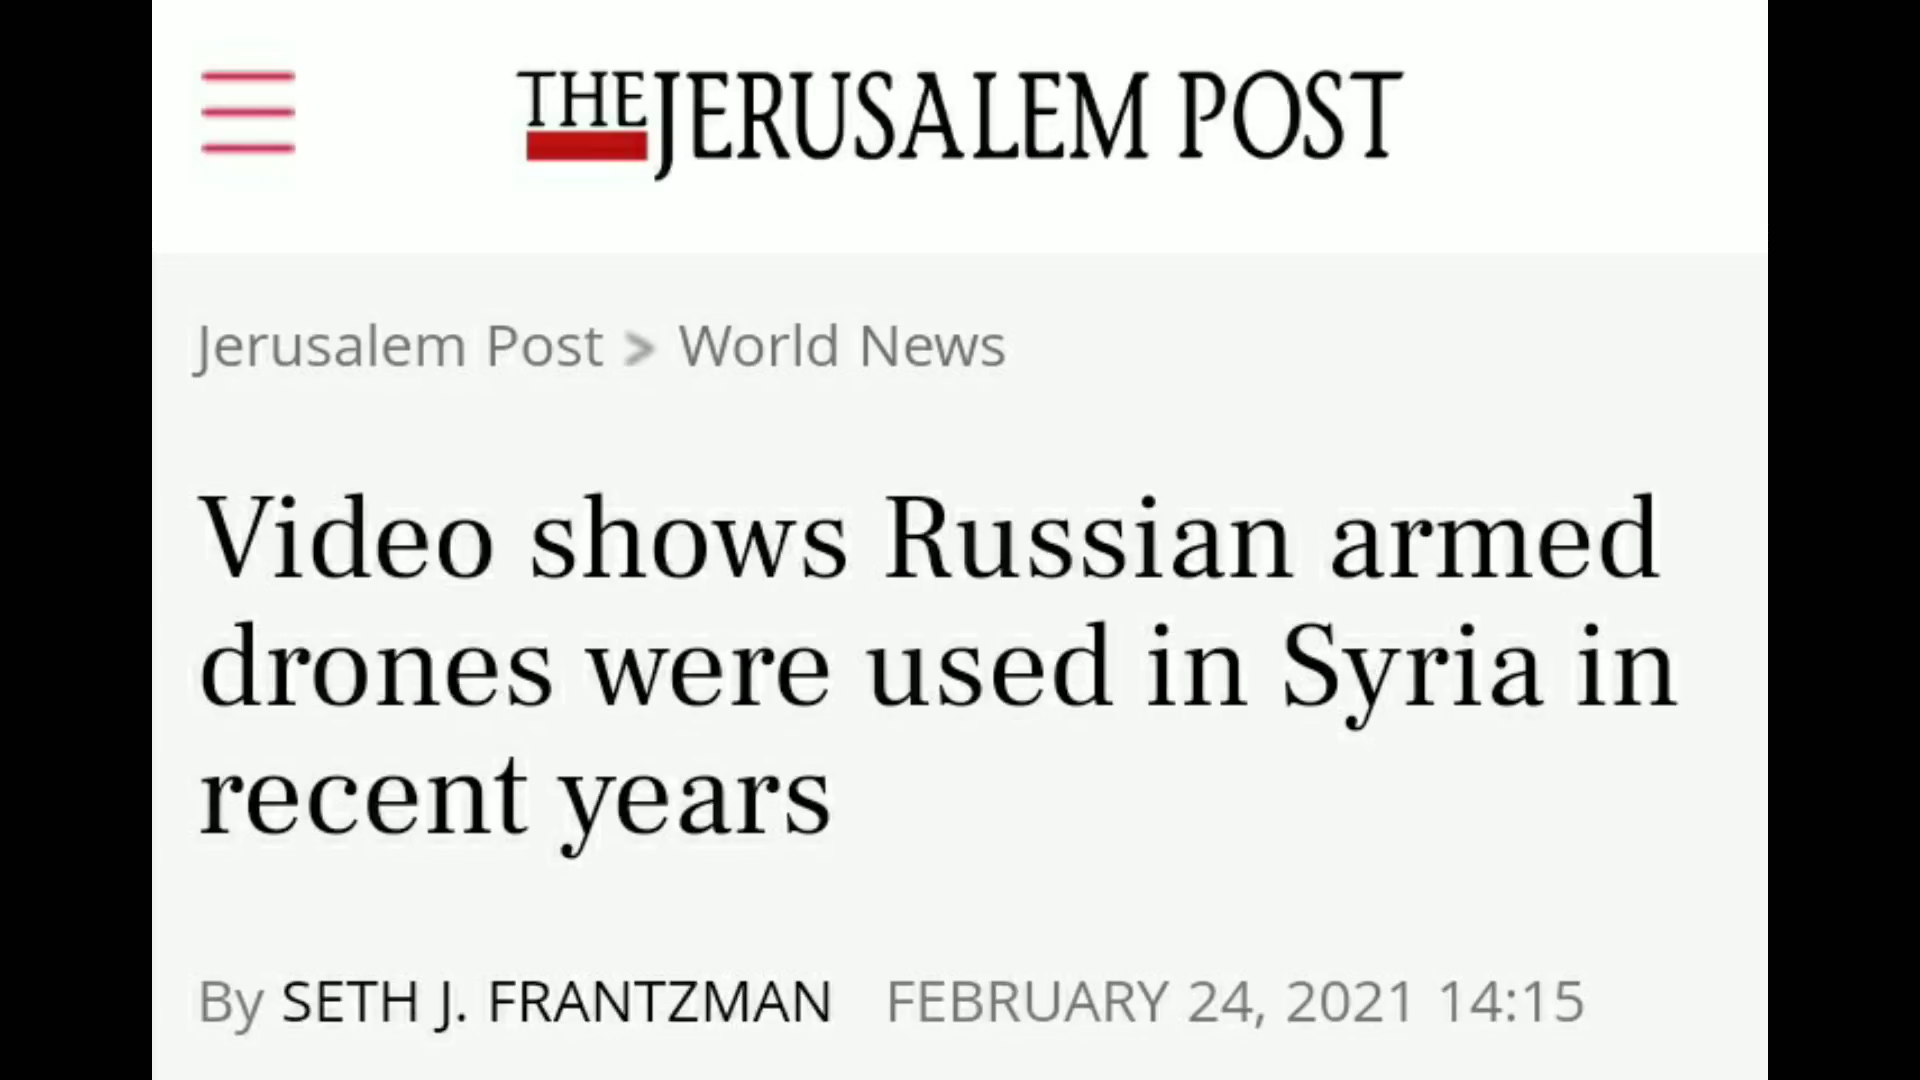 THE JERUSALEM POST
Jerusalem Post > World News
Video shows Russian armed
drones were used in Syria in
recent years
By SETH J. FRANTZMAN FEBRUARY 24, 2021 14:15